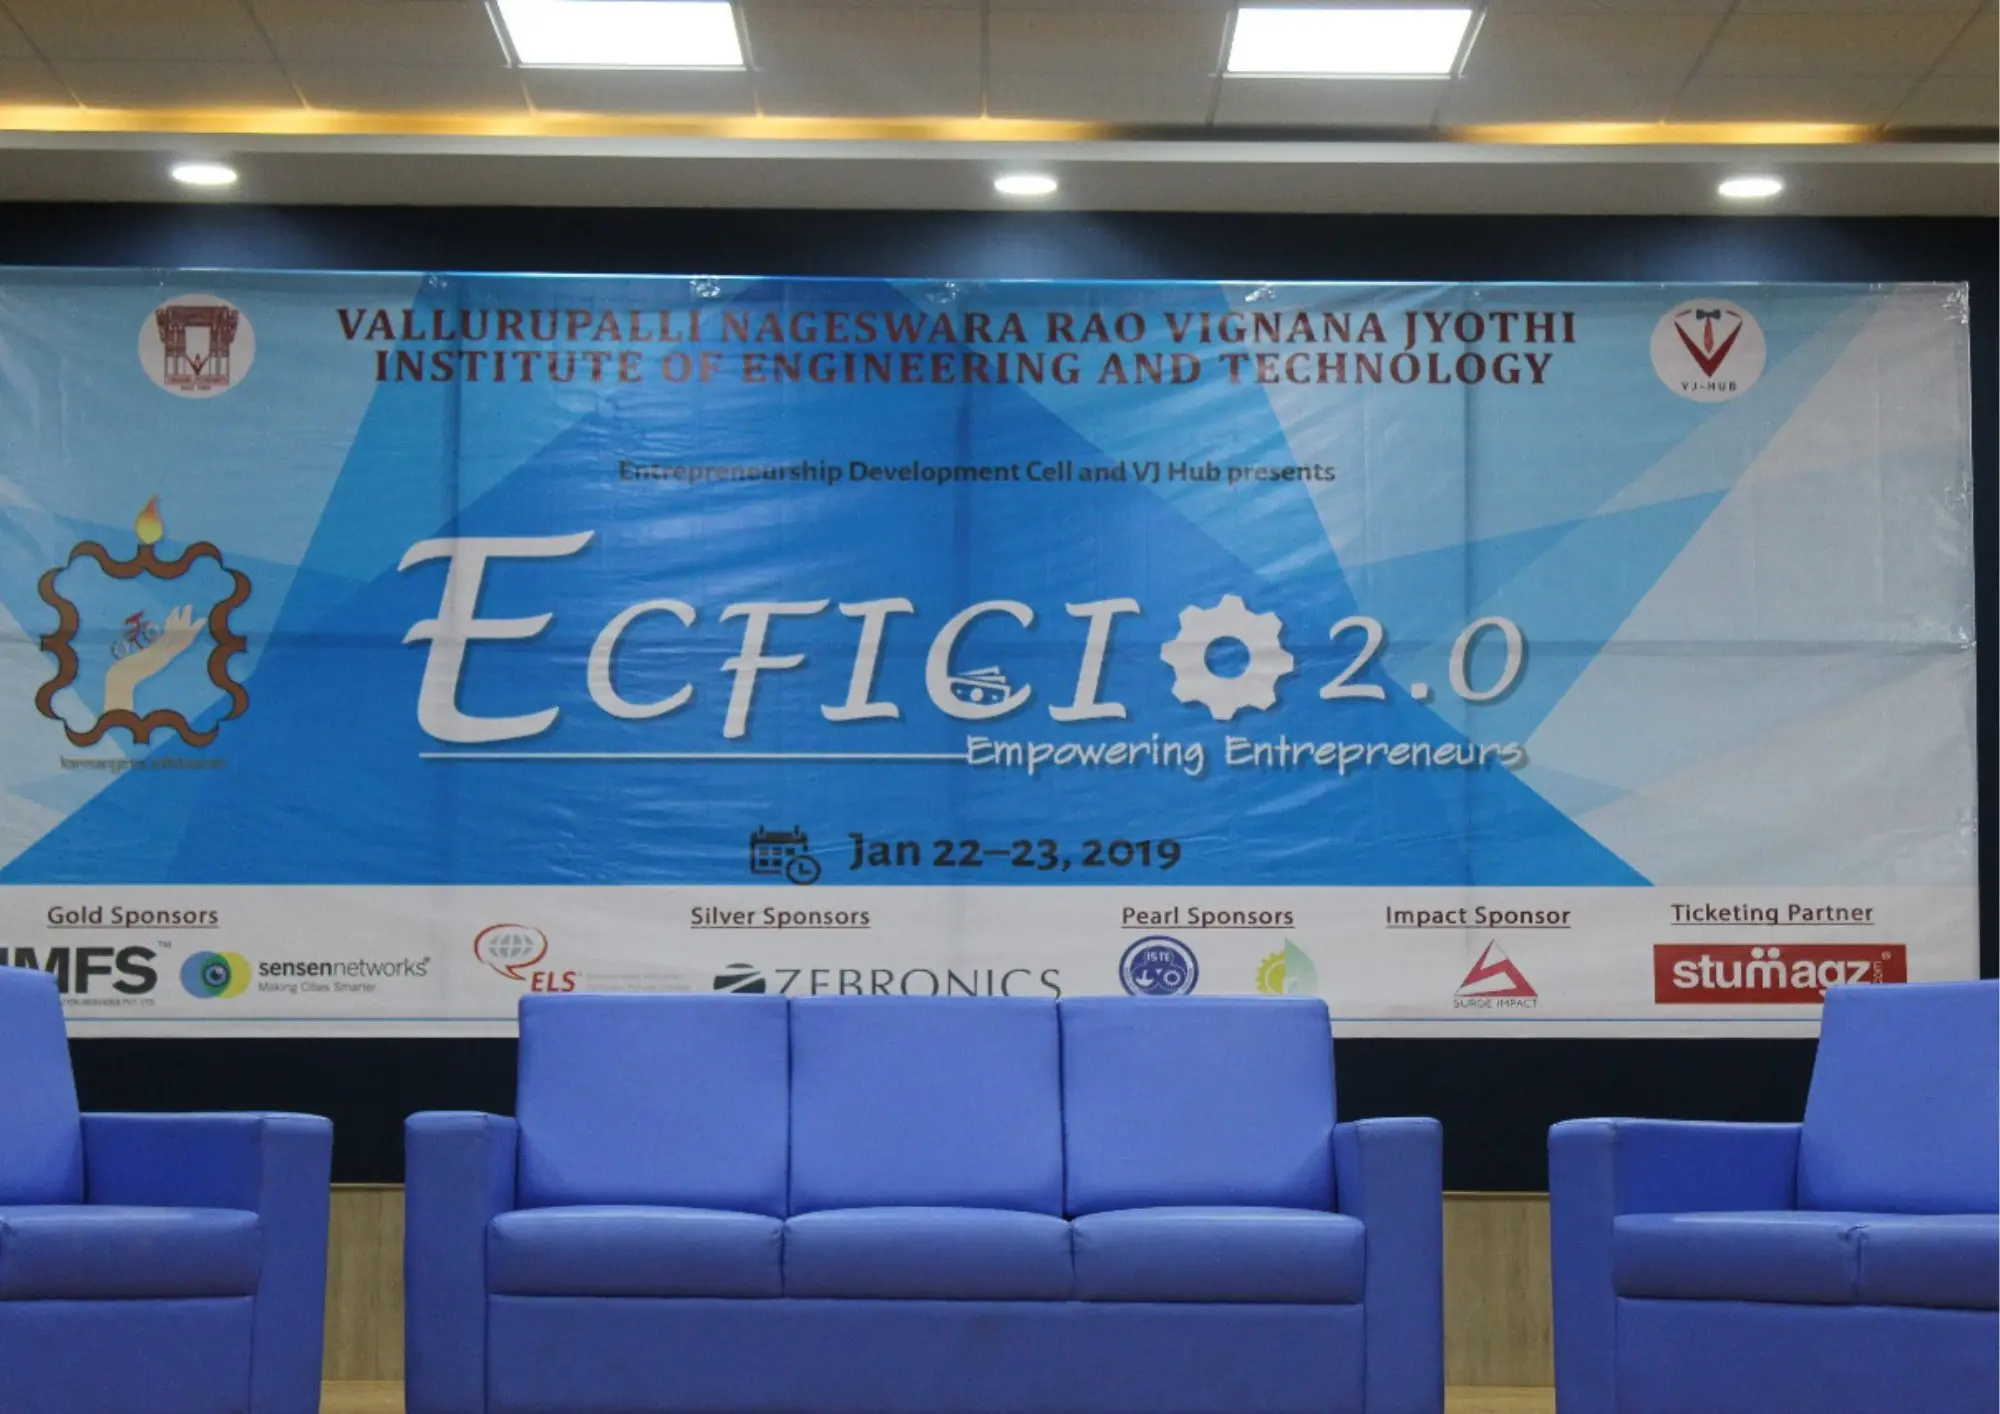 VALLURUPALLI NAGESWARA RAO VIGNANA JYOTHI
INSTITUTE OF ENGINEERING AND TECHNOLOGY
VJ-HUB
Entrepreneurship Development Cell and VJ Hub presents
ECFICIO 2.0
Empowering Entrepreneurs
Jan 22–23, 2019
Gold Sponsors
IMFS™
sensennetworks®
Making Cities Smarter
ELS
Silver Sponsors
ZEBRONICS
Pearl Sponsors
ISTE
Impact Sponsor
SURGE IMPACT
Ticketing Partner
stumagz.com®